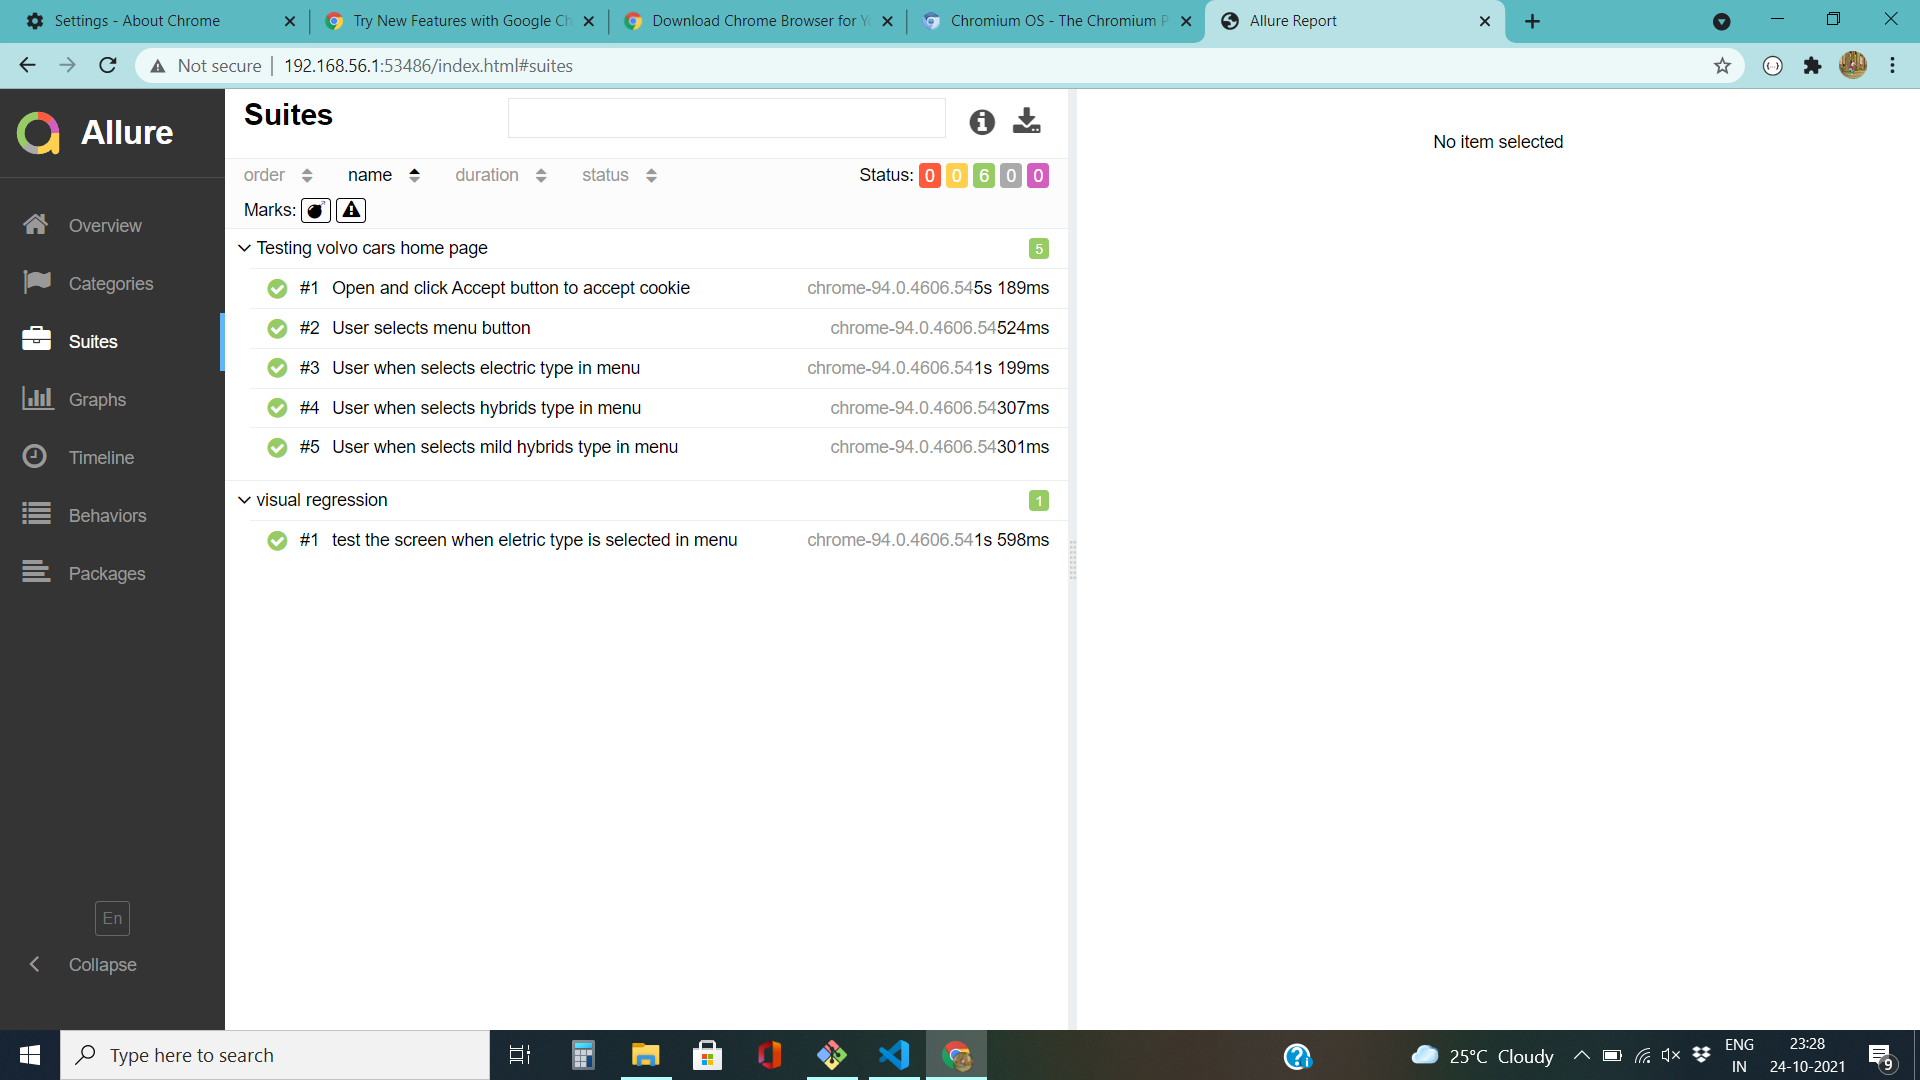 Settings - About Chrome
Try New Features with Google Ch
Download Chrome Browser for Yo
Chromium OS - The Chromium P
Allure Report
Not secure 192.168.56.1:53486/index.html#suites
Allure
Overview
Categories
Suites
Graphs
Timeline
Behaviors
Packages
En
Collapse
Suites
order name duration status Status: 0 0 6 0 0
Marks:
Testing volvo cars home page 5
#1 Open and click Accept button to accept cookie chrome-94.0.4606.54 5s 189ms
#2 User selects menu button chrome-94.0.4606.54 524ms
#3 User when selects electric type in menu chrome-94.0.4606.54 1s 199ms
#4 User when selects hybrids type in menu chrome-94.0.4606.54 307ms
#5 User when selects mild hybrids type in menu chrome-94.0.4606.54 301ms
visual regression 1
#1 test the screen when eletric type is selected in menu chrome-94.0.4606.54 1s 598ms
No item selected
Type here to search
25°C Cloudy
ENG
IN
23:28
24-10-2021
9